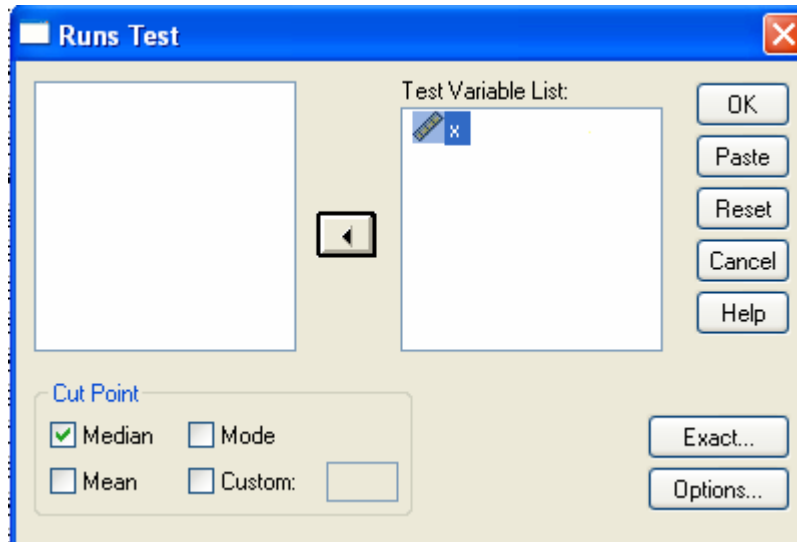 Runs Test
Test Variable List:
x
OK
Paste
Reset
Cancel
Help
Cut Point
Median Mode
Mean Custom:
Exact...
Options...